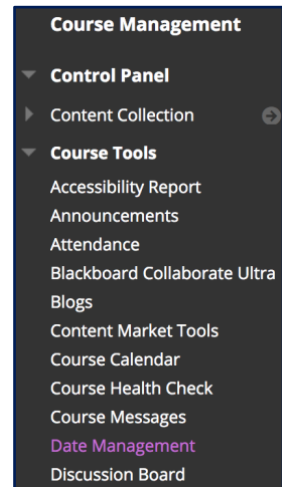 Course Management
Control Panel
Content Collection
Course Tools
Accessibility Report
Announcements
Attendance
Blackboard Collaborate Ultra
Blogs
Content Market Tools
Course Calendar
Course Health Check
Course Messages
Date Management
Discussion Board